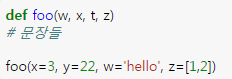 def foo(w, x, t, z)
# 문장들
foo(x=3, y=22, w='hello', z=[1,2])